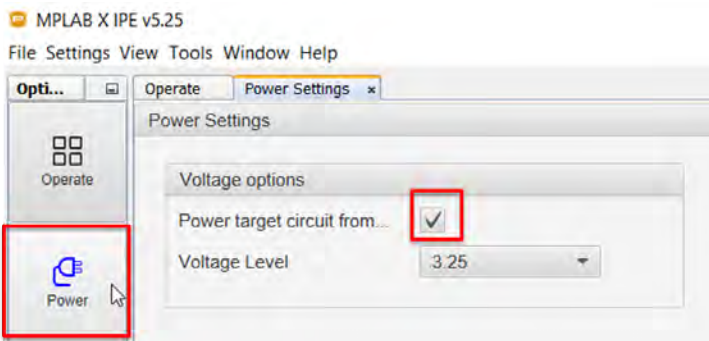 MPLAB X IPE v5.25
File Settings View Tools Window Help
Opti...
Operate Power Settings ×
Power Settings
Operate
Voltage options
Power target circuit from...
Voltage Level 3.25
Power